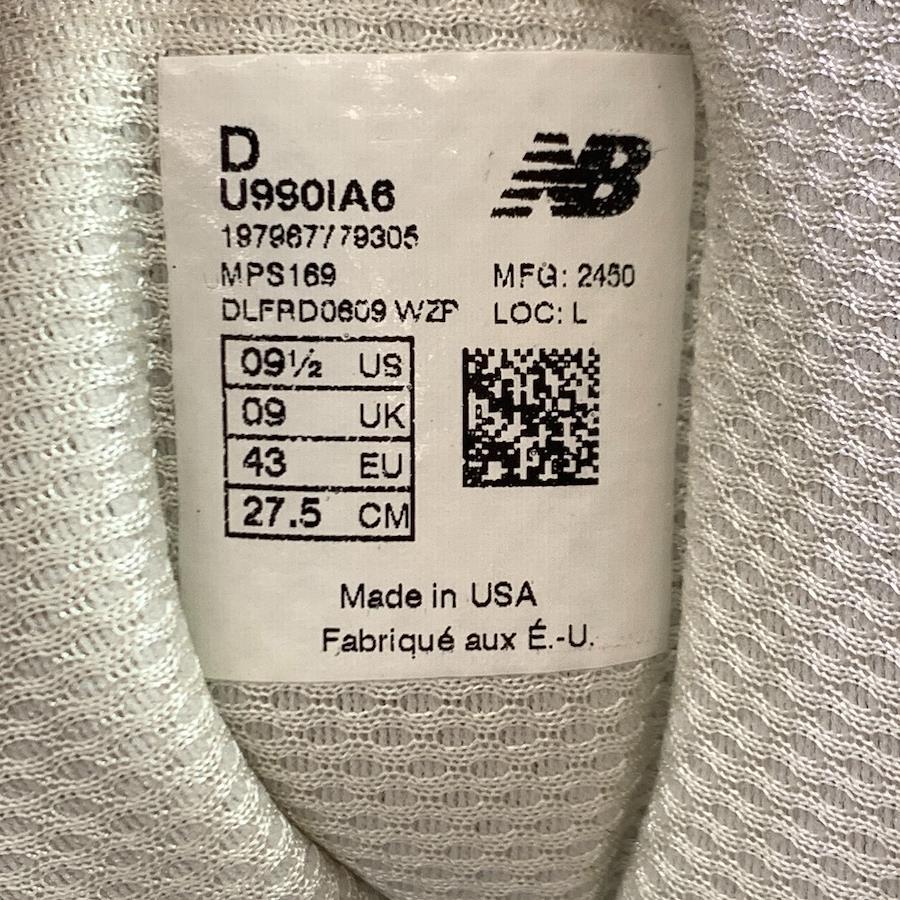 D
NB
U990IA6
197967779305
MPS169
MFG: 2450
DLFRD0609 WZP
LOC: L
09½ US
09 UK
43 EU
27.5 CM
Made in USA
Fabriqué aux É.-U.